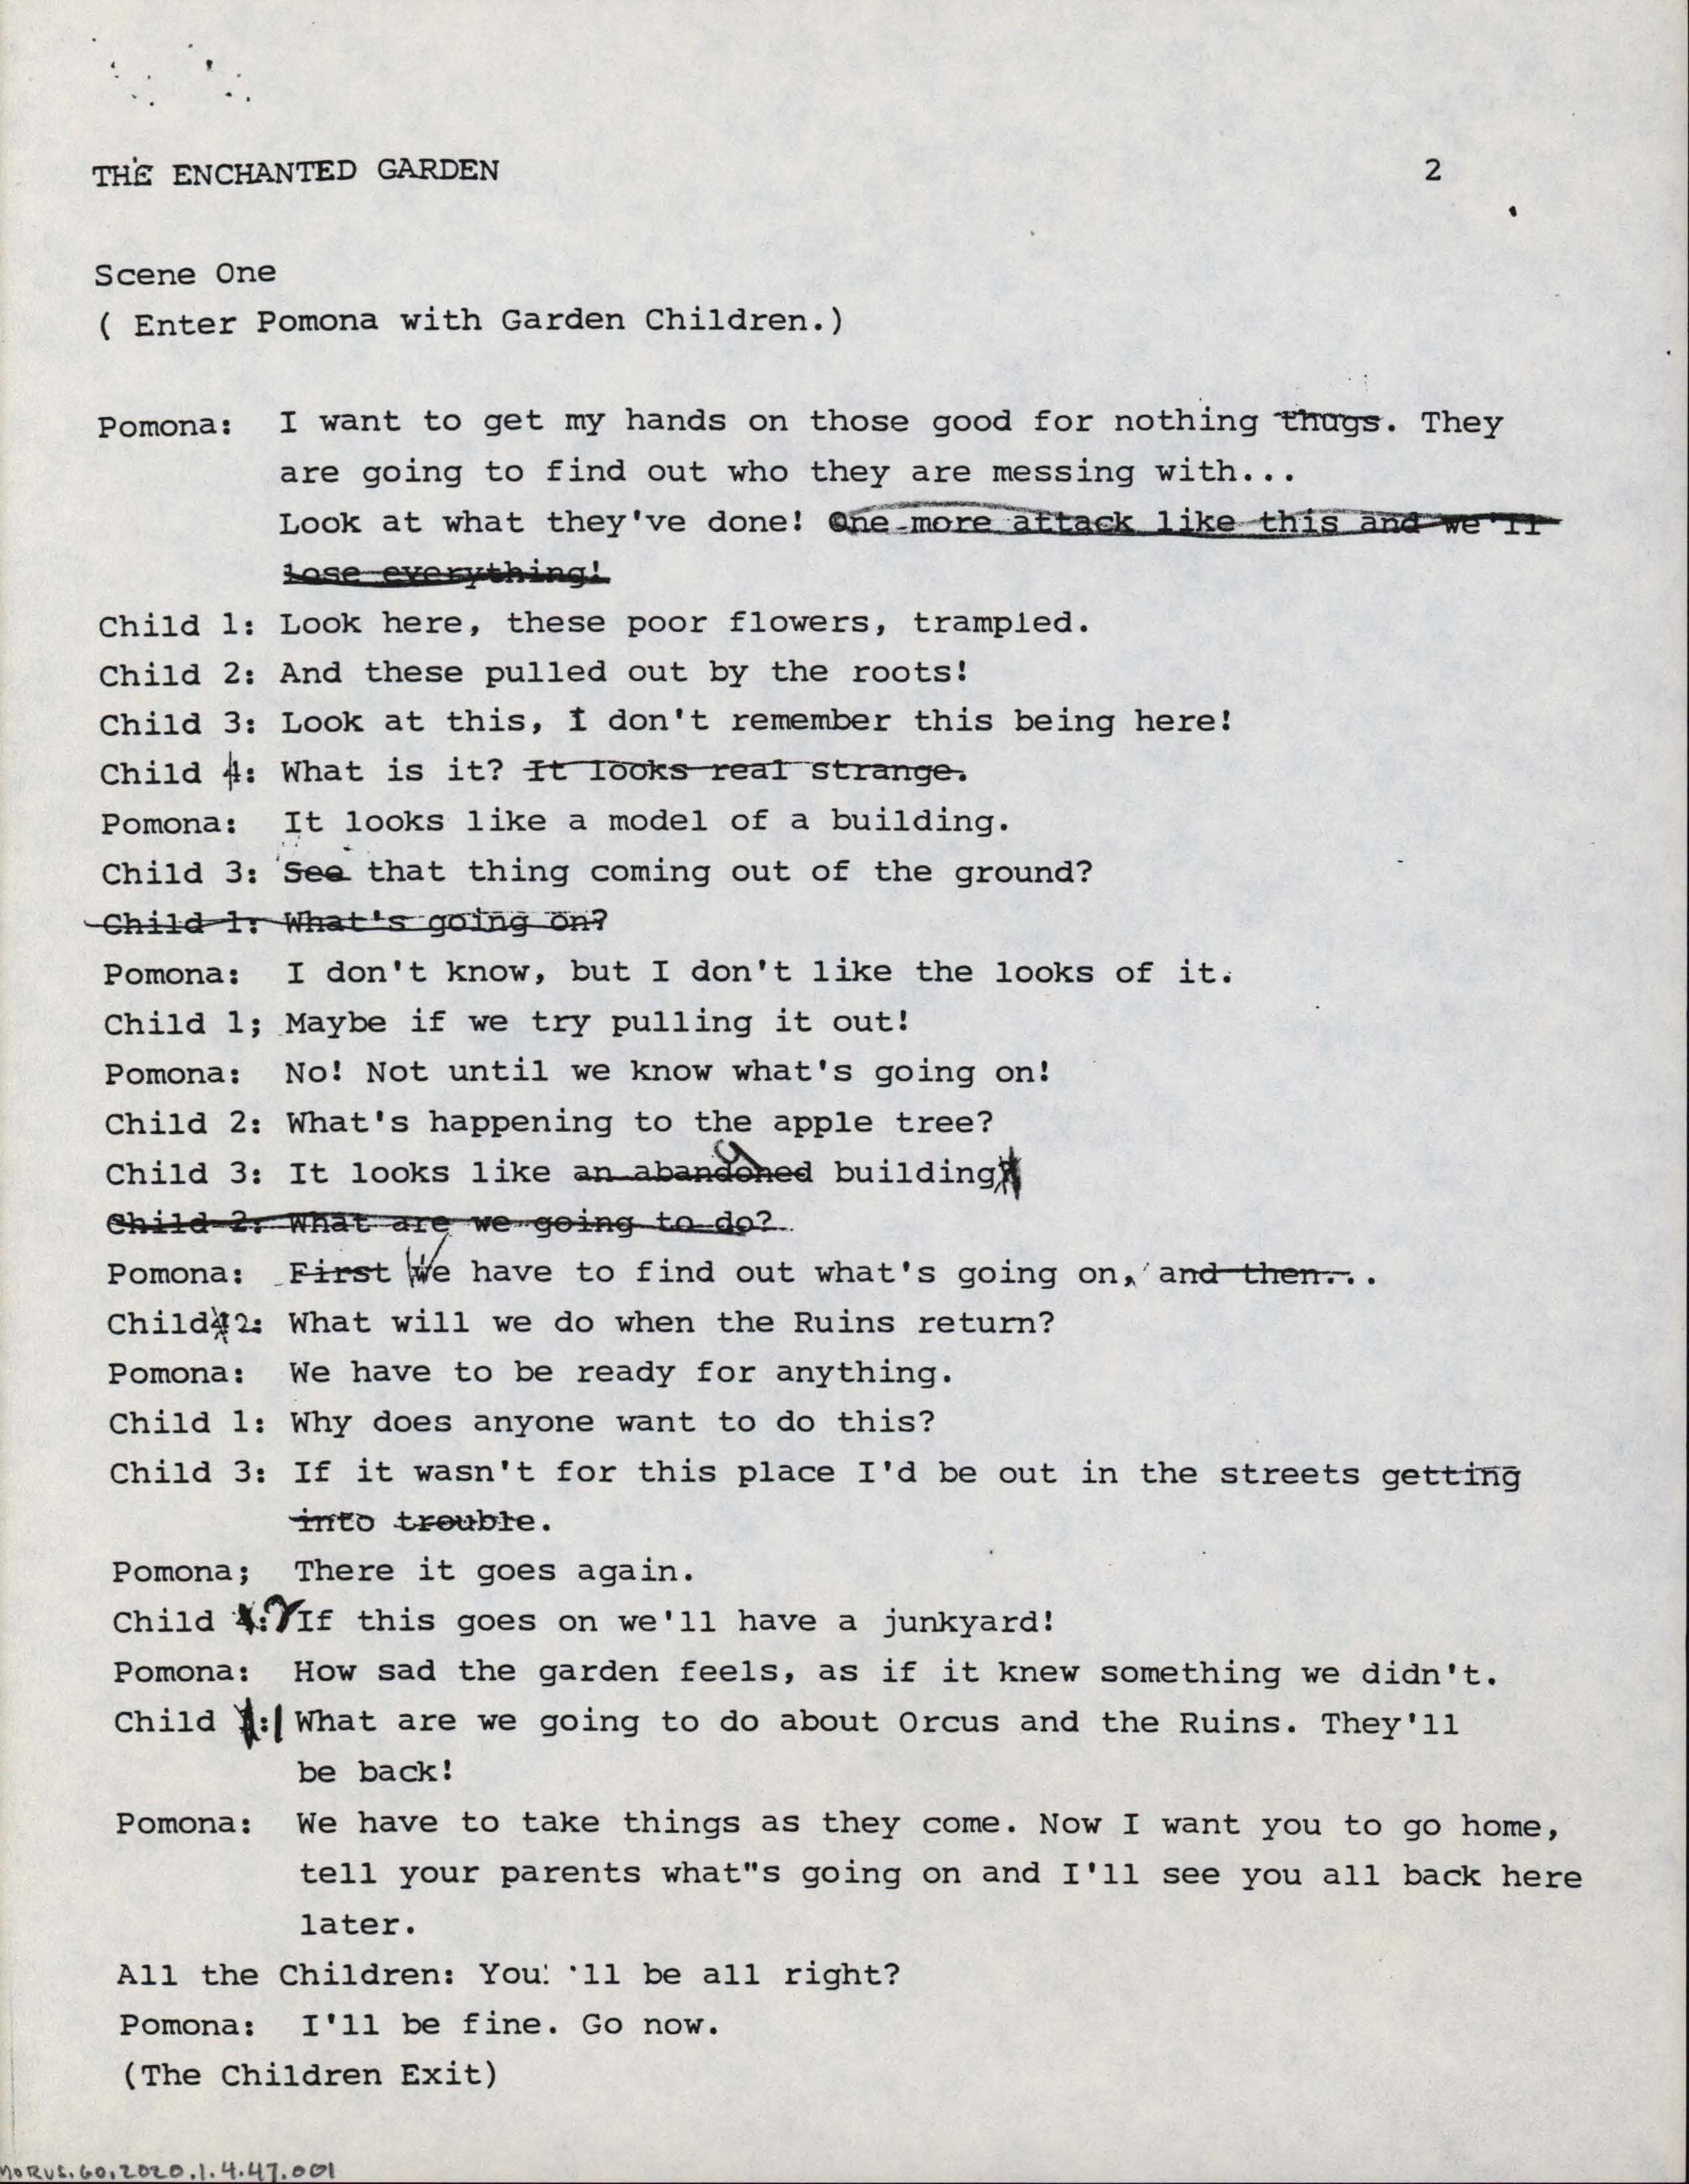 THE ENCHANTED GARDEN 2
Scene One
( Enter Pomona with Garden Children.)
Pomona: I want to get my hands on those good for nothing thugs. They
are going to find out who they are messing with...
Look at what they've done! One more attack like this and we'll
lose everything!
Child 1: Look here, these poor flowers, trampled.
Child 2: And these pulled out by the roots!
Child 3: Look at this, I don't remember this being here!
Child 4: What is it? It looks real strange.
Pomona: It looks like a model of a building.
Child 3: See that thing coming out of the ground?
Child 1: What's going on?
Pomona: I don't know, but I don't like the looks of it.
Child 1; Maybe if we try pulling it out!
Pomona: No! Not until we know what's going on!
Child 2: What's happening to the apple tree?
Child 3: It looks like an abandoned building
Child 2: What are we going to do?
Pomona: First We have to find out what's going on, and then...
Child 2: What will we do when the Ruins return?
Pomona: We have to be ready for anything.
Child 1: Why does anyone want to do this?
Child 3: If it wasn't for this place I'd be out in the streets getting
into trouble.
Pomona; There it goes again.
Child : If this goes on we'll have a junkyard!
Pomona: How sad the garden feels, as if it knew something we didn't.
Child :1 What are we going to do about Orcus and the Ruins. They'll
be back!
Pomona: We have to take things as they come. Now I want you to go home,
tell your parents what"s going on and I'll see you all back here
later.
All the Children: You 'll be all right?
Pomona: I'll be fine. Go now.
(The Children Exit)
MORUS.60.2020.1.4.47.001